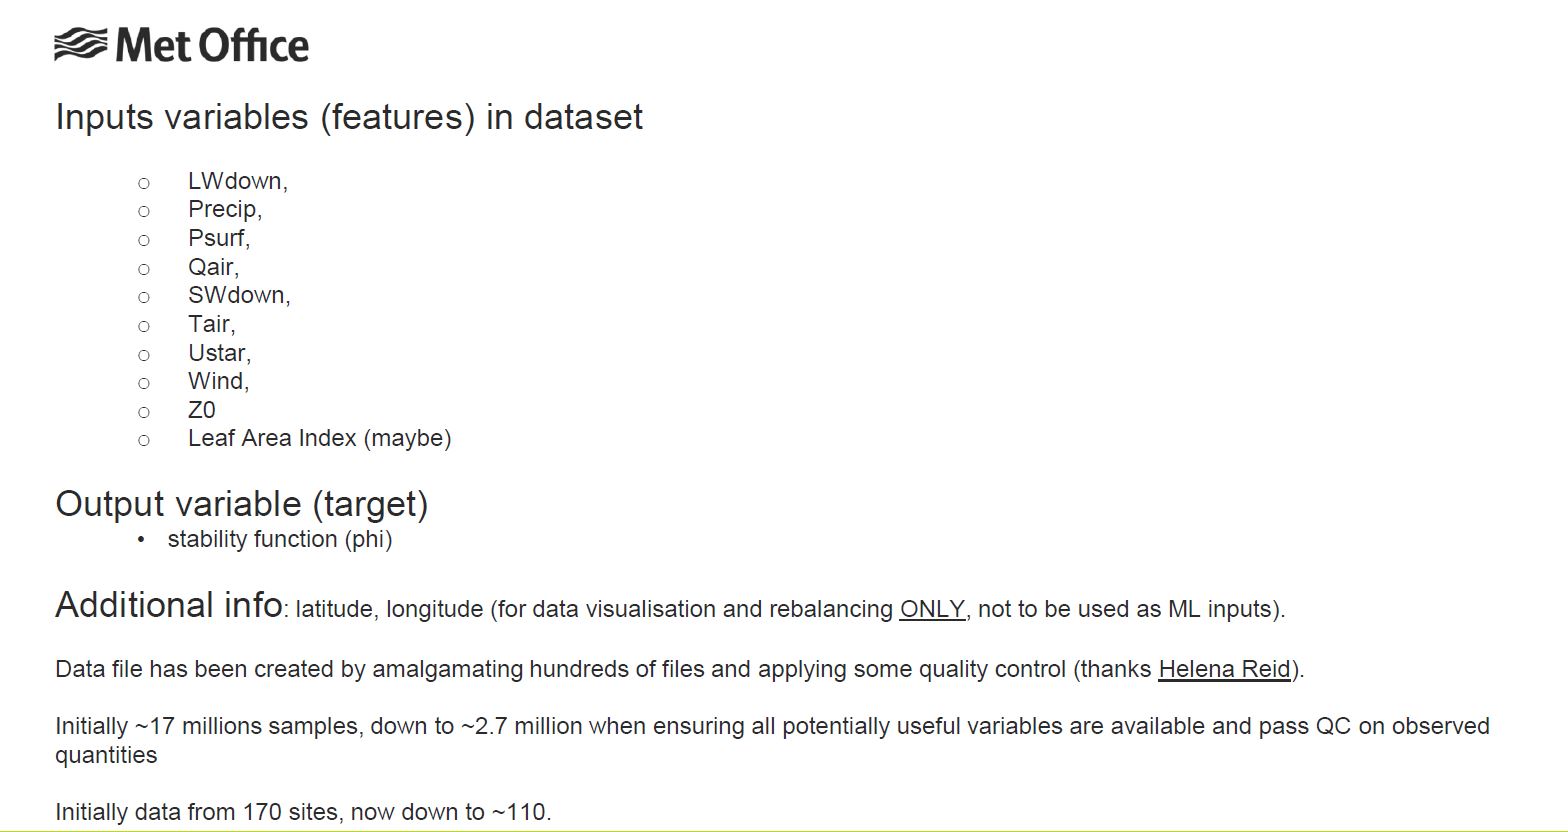 Met Office
Inputs variables (features) in dataset
○ LWdown,
○ Precip,
○ Psurf,
○ Qair,
○ SWdown,
○ Tair,
○ Ustar,
○ Wind,
○ Z0
○ Leaf Area Index (maybe)
Output variable (target)
• stability function (phi)
Additional info: latitude, longitude (for data visualisation and rebalancing ONLY, not to be used as ML inputs).
Data file has been created by amalgamating hundreds of files and applying some quality control (thanks Helena Reid).
Initially ~17 millions samples, down to ~2.7 million when ensuring all potentially useful variables are available and pass QC on observed
quantities
Initially data from 170 sites, now down to ~110.